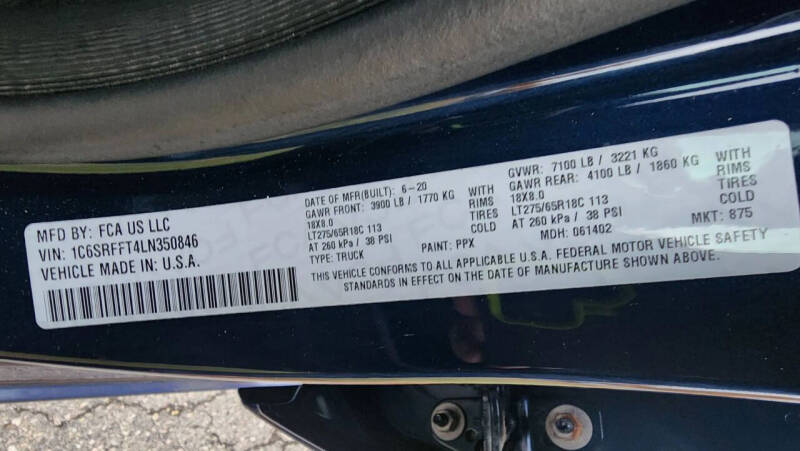 MFD BY: FCA US LLC
VIN: 1C6SRFFT4LN350846
VEHICLE MADE IN: U.S.A.
DATE OF MFR(BUILT): 6-20
GAWR FRONT: 3900 LB / 1770 KG WITH
18X8.0 RIMS
LT275/65R18C 113 TIRES
AT 260 kPa / 38 PSI COLD
TYPE: TRUCK PAINT: PPX
GVWR: 7100 LB / 3221 KG
GAWR REAR: 4100 LB / 1860 KG WITH
18X8.0 RIMS
LT275/65R18C 113 TIRES
AT 260 kPa / 38 PSI COLD
MDH: 061402 MKT: 875
THIS VEHICLE CONFORMS TO ALL APPLICABLE U.S.A. FEDERAL MOTOR VEHICLE SAFETY
STANDARDS IN EFFECT ON THE DATE OF MANUFACTURE SHOWN ABOVE.